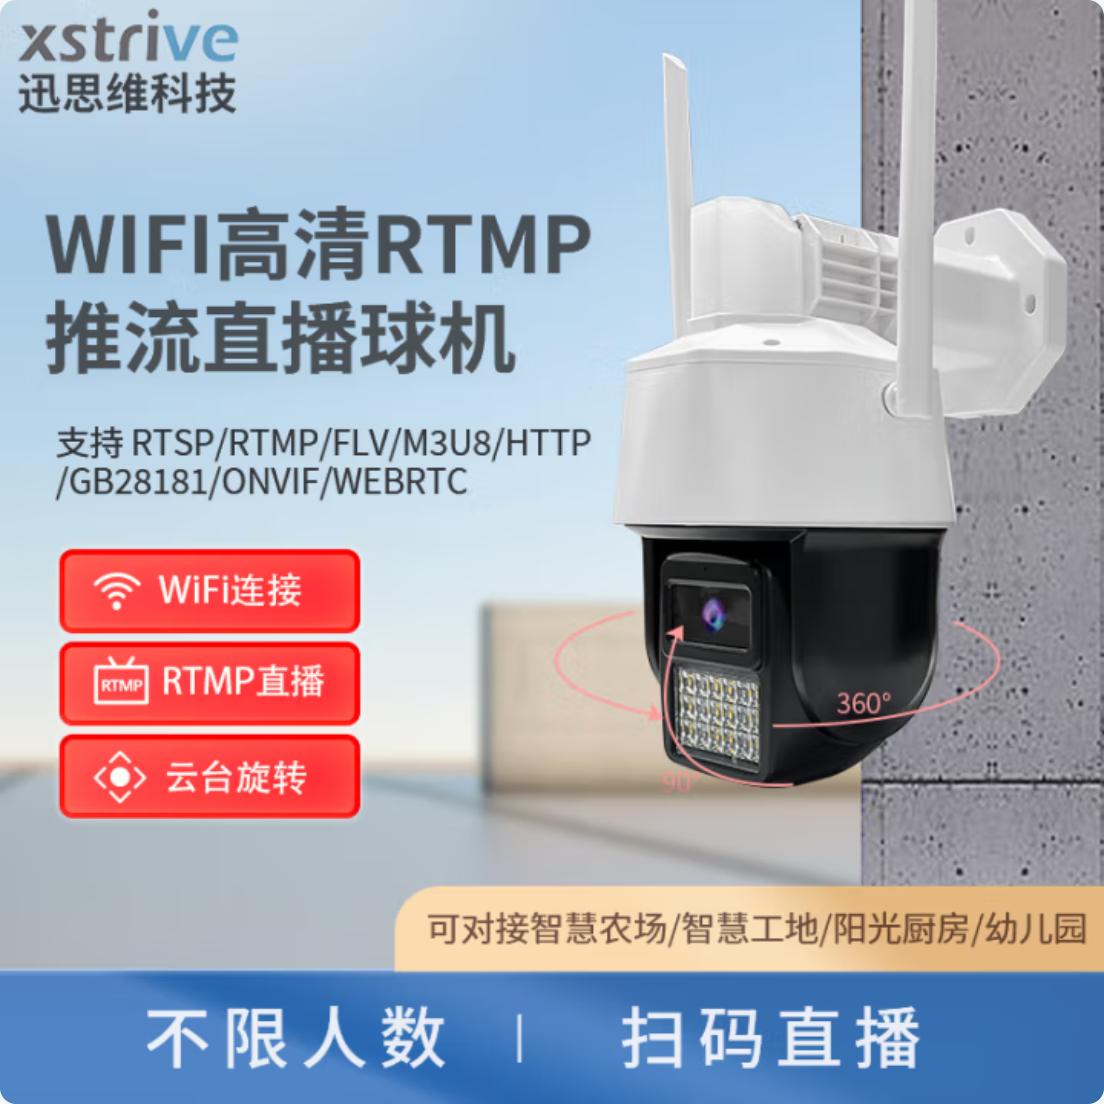 xstrive
迅思维科技
WIFI高清RTMP
推流直播球机
支持 RTSP/RTMP/FLV/M3U8/HTTP
/GB28181/ONVIF/WEBRTC
WiFi连接
RTMP RTMP直播
云台旋转
360°
90°
可对接智慧农场/智慧工地/阳光厨房/幼儿园
不限人数 | 扫码直播